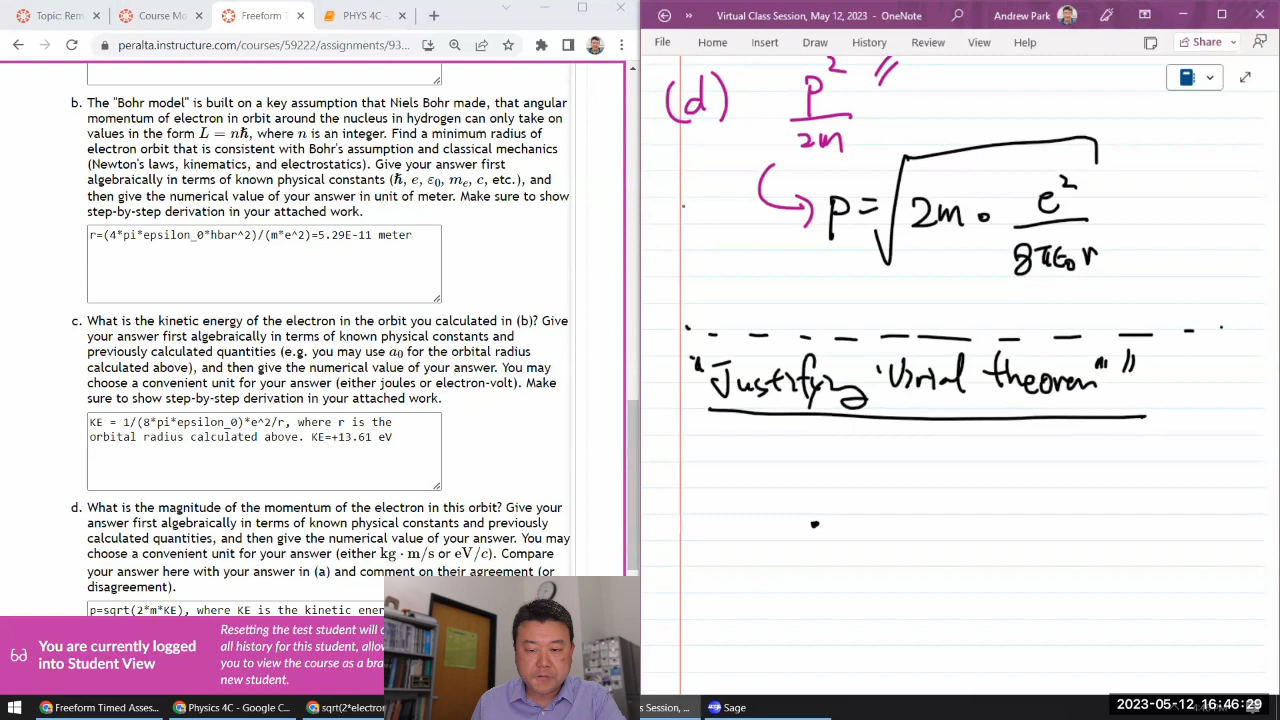 Topic Rem
Course Mo
Freeform T
PHYS 4C -
peralta.instructure.com/courses/59222/assignments/93...
b. The "Bohr model" is built on a key assumption that Niels Bohr made, that angular
momentum of electron in orbit around the nucleus in hydrogen can only take on
values in the form L = nℏ, where n is an integer. Find a minimum radius of
electron orbit that is consistent with Bohr's assumption and classical mechanics
(Newton's laws, kinematics, and electrostatics). Give your answer first
algebraically in terms of known physical constants (ℏ, e, ε₀, mₑ, c, etc.), and
then give the numerical value of your answer in unit of meter. Make sure to show
step-by-step derivation in your attached work.
r=(4*pi*epsilon_0*hbar^2)/(m*e^2)=5.29E-11 meter
c. What is the kinetic energy of the electron in the orbit you calculated in (b)? Give
your answer first algebraically in terms of known physical constants and
previously calculated quantities (e.g. you may use a₀ for the orbital radius
calculated above), and then give the numerical value of your answer. You may
choose a convenient unit for your answer (either joules or electron-volt). Make
sure to show step-by-step derivation in your attached work.
KE = 1/(8*pi*epsilon_0)*e^2/r, where r is the
orbital radius calculated above. KE=+13.61 eV
d. What is the magnitude of the momentum of the electron in this orbit? Give your
answer first algebraically in terms of known physical constants and previously
calculated quantities, and then give the numerical value of your answer. You may
choose a convenient unit for your answer (either kg · m/s or eV/c). Compare
your answer here with your answer in (a) and comment on their agreement (or
disagreement).
p=sqrt(2*m*KE), where KE is the kinetic ener
You are currently logged
into Student View
Resetting the test student will c
all history for this student, allow
you to view the course as a bra
new student.
Virtual Class Session, May 12, 2023 - OneNote
Andrew Park
File Home Insert Draw History Review View Help
Share
(d) p²
2m
p = √ 2m · e²
8πε₀ r
"Justifying 'Virial theorem'"
Freeform Timed Asses...
Physics 4C - Google C...
sqrt(2*electron
s Session, ...
Sage
2023-05-12 16:46:29